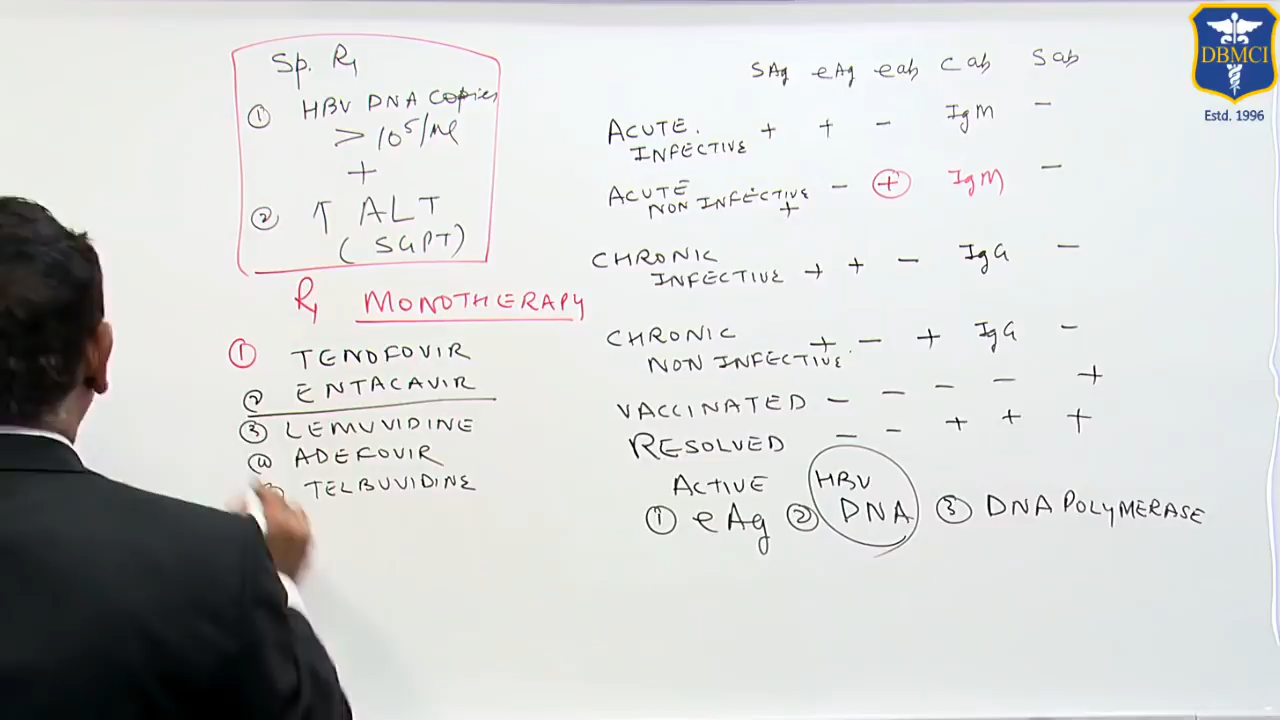 Sp. Rx
① HBV DNA copies
> 10⁵/ml
+
② ↑ ALT
(SGPT)
Rx MONOTHERAPY
① TENOFOVIR
② ENTACAVIR
③ LEMUVIDINE
④ ADEFOVIR
TELBUVIDINE
SAg eAg eab Cab Sab
ACUTE INFECTIVE + + - IgM -
ACUTE NON INFECTIVE + - + IgM -
CHRONIC INFECTIVE + + - IgG -
CHRONIC NON INFECTIVE + - + IgG -
VACCINATED - - - - +
RESOLVED - - + + +
ACTIVE
① eAg ② HBV DNA ③ DNA POLYMERASE
DBMCI
Estd. 1996